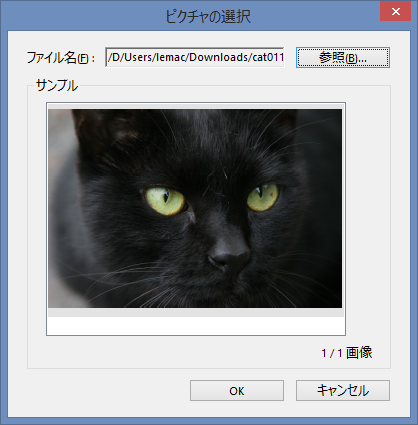 ピクチャの選択
ファイル名(F): /D/Users/lemac/Downloads/cat011 参照(B)...
サンプル
1 / 1 画像
OK キャンセル